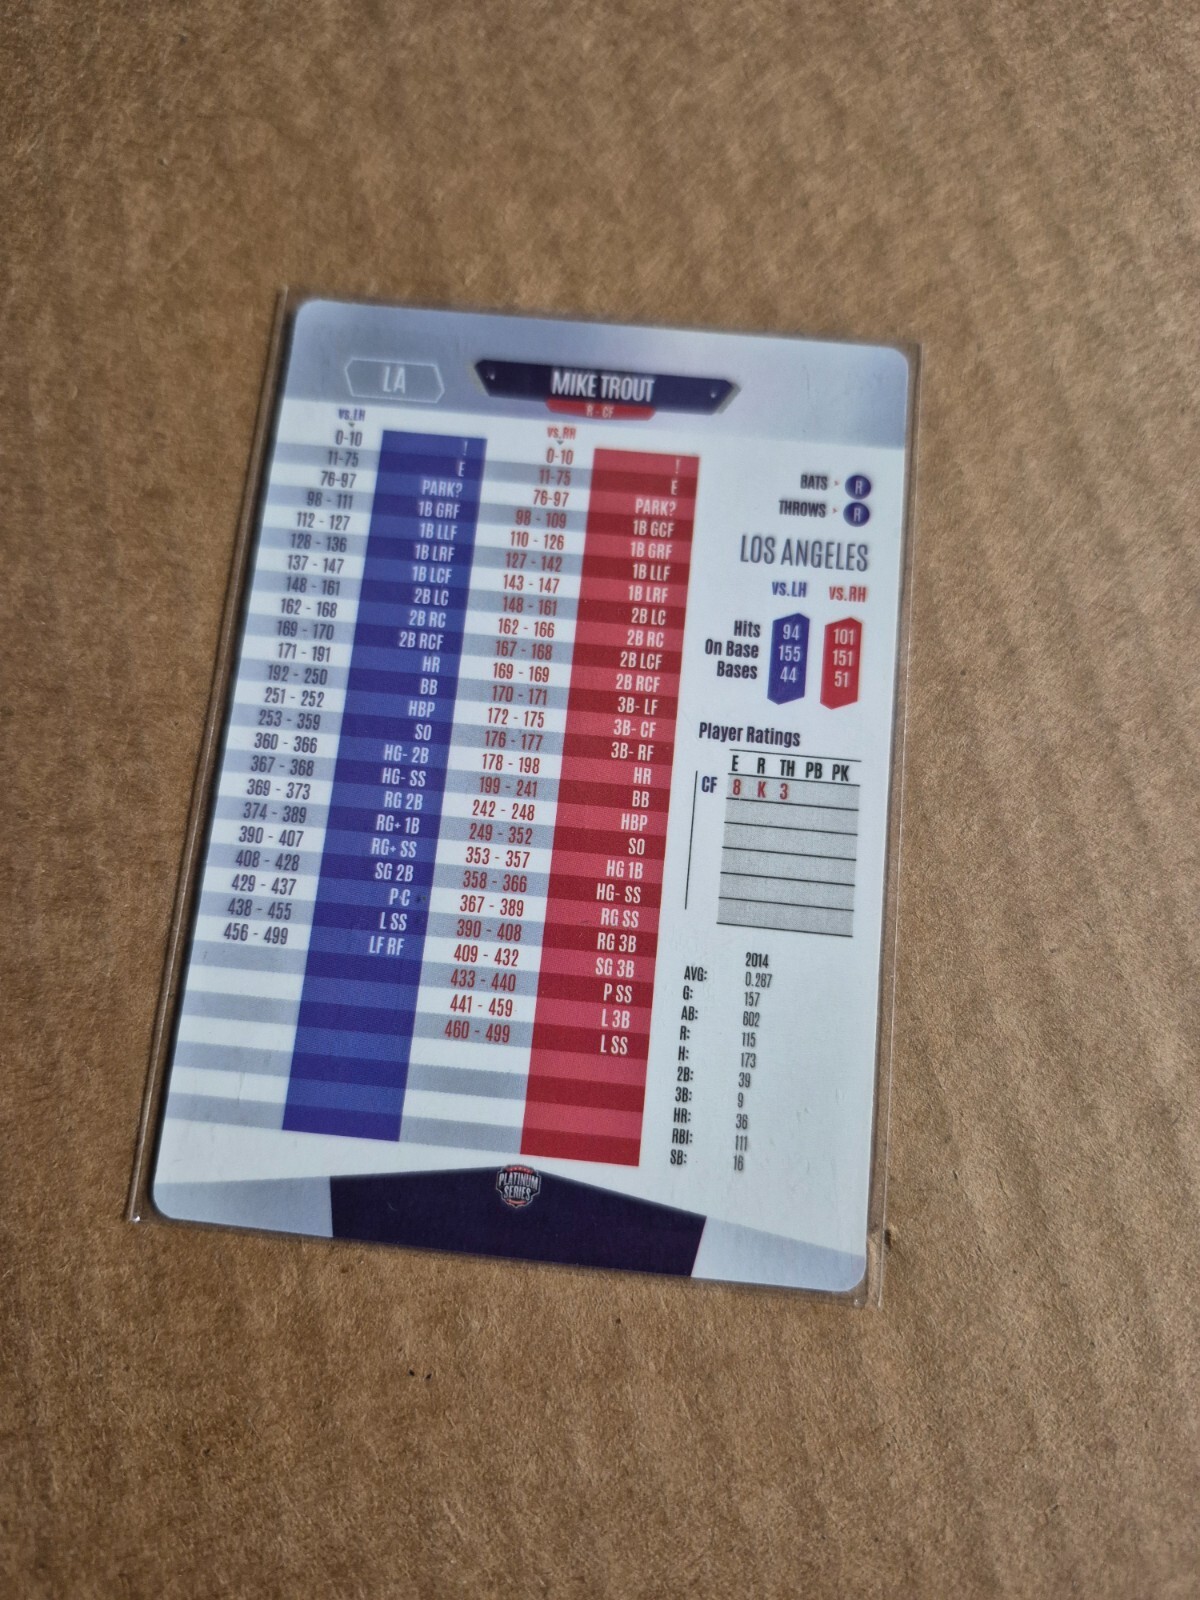 LA
MIKE TROUT
R - CF
vs.LH
0-10 !
11-75 E
76-97 PARK?
98 - 111 1B GRF
112 - 127 1B LLF
128 - 136 1B LRF
137 - 147 1B LCF
148 - 161 2B LC
162 - 168 2B RC
169 - 170 2B RCF
171 - 191 HR
192 - 250 BB
251 - 252 HBP
253 - 359 SO
360 - 366 HG- 2B
367 - 368 HG- SS
369 - 373 RG 2B
374 - 389 RG+ 1B
390 - 407 RG+ SS
408 - 428 SG 2B
429 - 437 P-C
438 - 455 L SS
456 - 499 LF RF
vs.RH
0-10 !
11-75 E
76-97 PARK?
98 - 109 1B GCF
110 - 126 1B GRF
127 - 142 1B LLF
143 - 147 1B LRF
148 - 161 2B LC
162 - 166 2B RC
167 - 168 2B LCF
169 - 169 2B RCF
170 - 171 3B- LF
172 - 175 3B- CF
176 - 177 3B- RF
178 - 198 HR
199 - 241 BB
242 - 248 HBP
249 - 352 SO
353 - 357 HG 1B
358 - 366 HG- SS
367 - 389 RG SS
390 - 408 RG 3B
409 - 432 SG 3B
433 - 440 P SS
441 - 459 L 3B
460 - 499 L SS
BATS R
THROWS R
LOS ANGELES
vs.LH vs.RH
Hits 94 101
On Base 155 151
Bases 44 51
Player Ratings
E R TH PB PK
CF 8 K 3
2014
AVG: 0.287
G: 157
AB: 602
R: 115
H: 173
2B: 39
3B: 9
HR: 36
RBI: 111
SB: 16
PLATINUM
SERIES